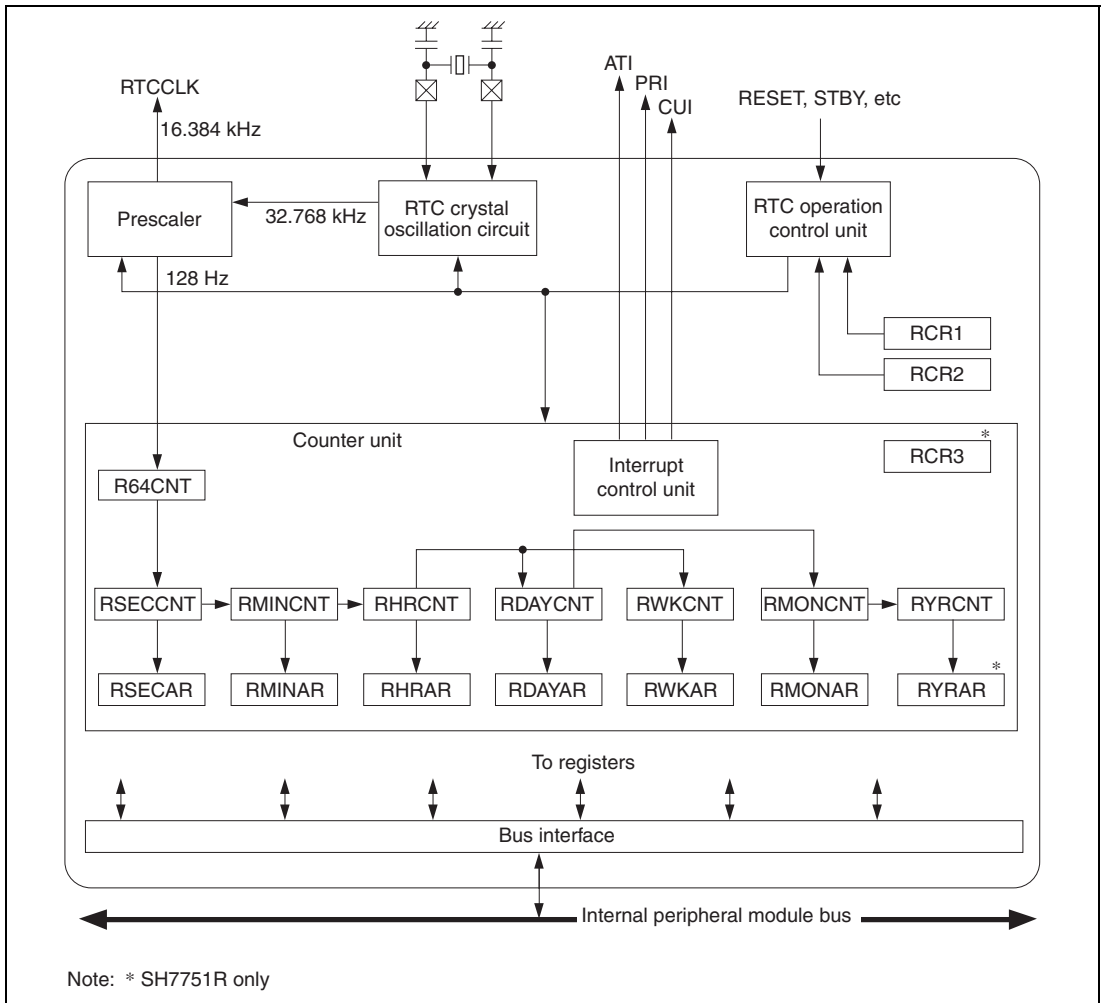 ATI
PRI
CUI
RTCCLK
16.384 kHz
RESET, STBY, etc
Prescaler
32.768 kHz
RTC crystal
oscillation circuit
RTC operation
control unit
128 Hz
RCR1
RCR2
Counter unit
Interrupt
control unit
*
RCR3
R64CNT
RSECCNT
RMINCNT
RHRCNT
RDAYCNT
RWKCNT
RMONCNT
RYRCNT
RSECAR
RMINAR
RHRAR
RDAYAR
RWKAR
RMONAR
*
RYRAR
To registers
Bus interface
Internal peripheral module bus
Note: * SH7751R only